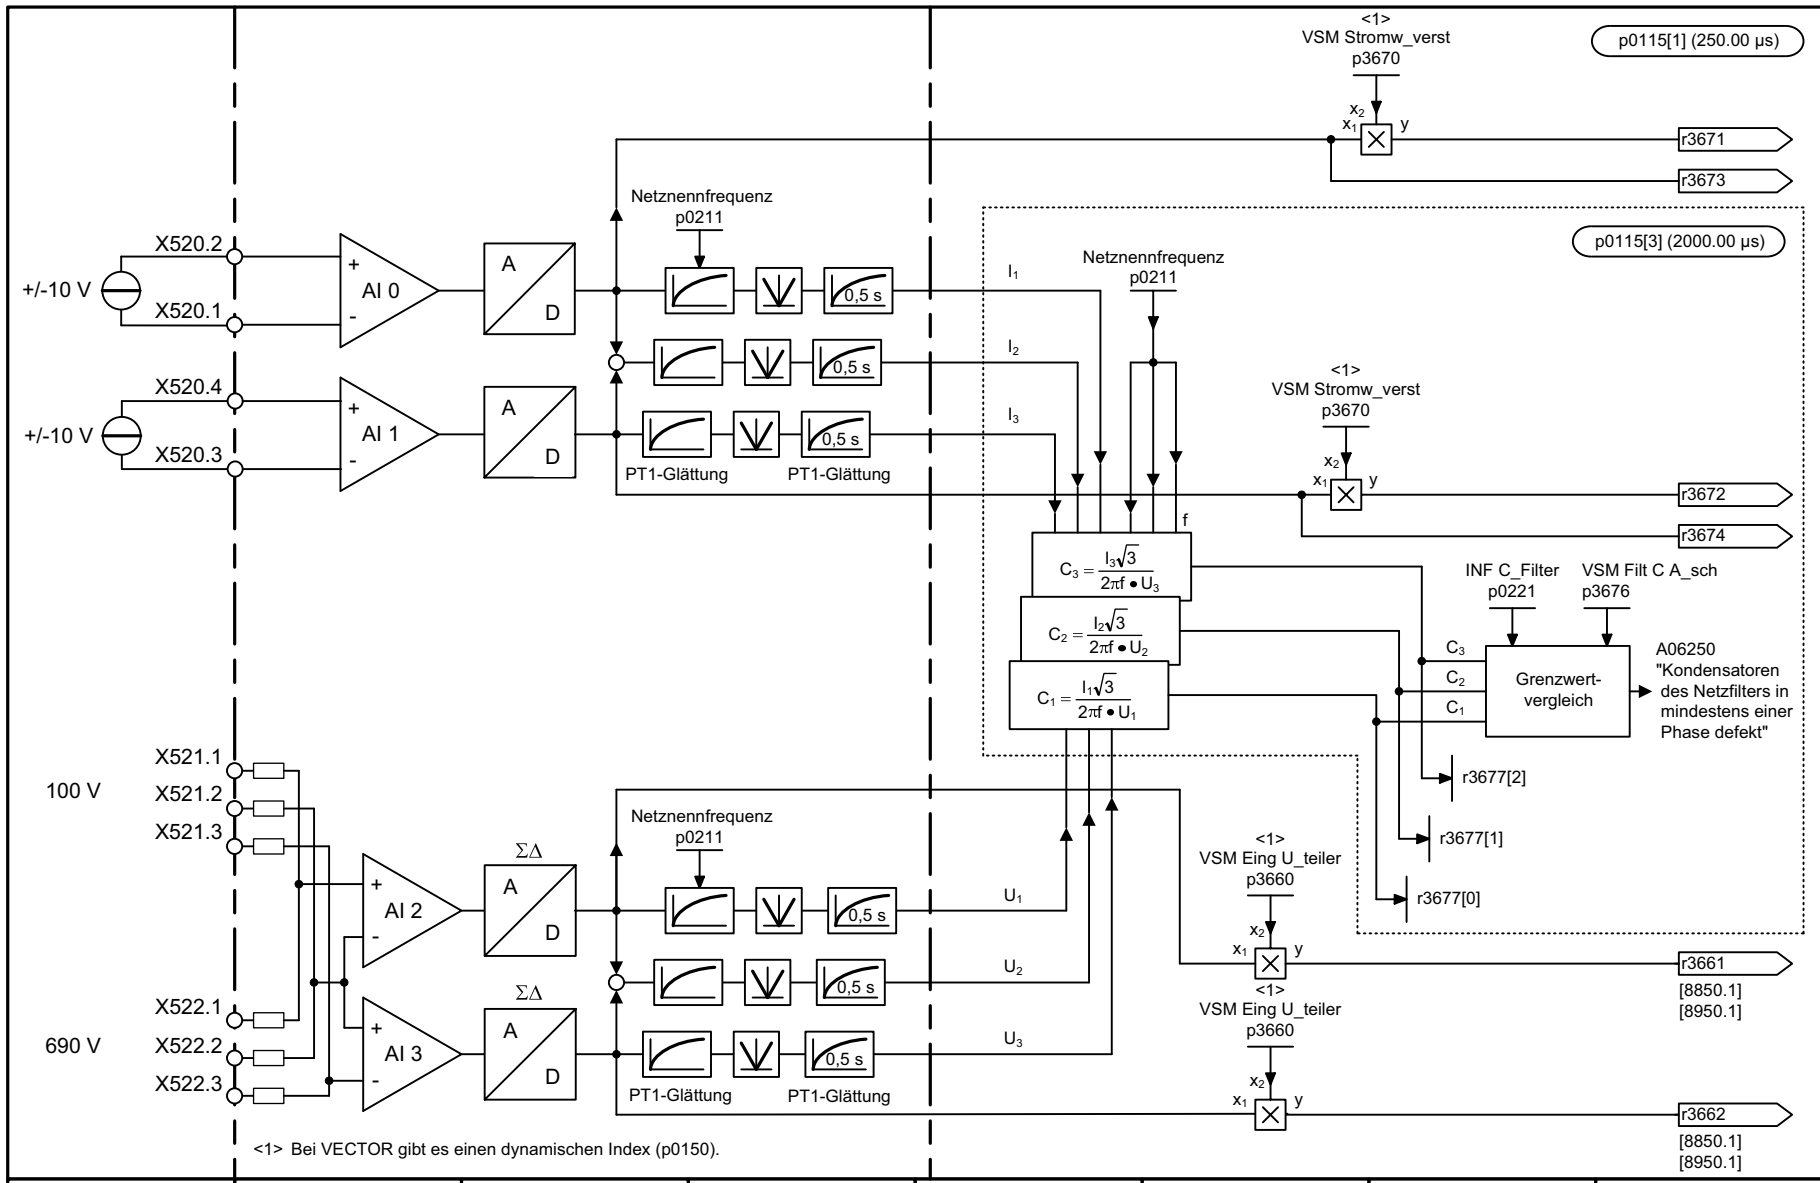 <1>
VSM Stromw_verst
p3670
p0115[1] (250.00 µs)
x2
x1
y
r3671
r3673
Netznennfrequenz
p0211
p0115[3] (2000.00 µs)
Netznennfrequenz
p0211
X520.2
+/-10 V
X520.1
+
AI 0
-
A
D
0,5 s
I1
0,5 s
I2
X520.4
+/-10 V
X520.3
+
AI 1
-
A
D
0,5 s
I3
PT1-Glättung
PT1-Glättung
<1>
VSM Stromw_verst
p3670
x2
x1
y
r3672
r3674
f
C3 = I3√3 / 2πf • U3
C2 = I2√3 / 2πf • U2
C1 = I1√3 / 2πf • U1
INF C_Filter
p0221
VSM Filt C A_sch
p3676
C3
C2
C1
Grenzwert-
vergleich
A06250
"Kondensatoren
des Netzfilters in
mindestens einer
Phase defekt"
r3677[2]
r3677[1]
r3677[0]
100 V
X521.1
X521.2
X521.3
Netznennfrequenz
p0211
ΣΔ
+
AI 2
-
A
D
0,5 s
U1
0,5 s
U2
<1>
VSM Eing U_teiler
p3660
x2
x1
y
r3661
[8850.1]
[8950.1]
690 V
X522.1
X522.2
X522.3
ΣΔ
+
AI 3
-
A
D
0,5 s
U3
PT1-Glättung
PT1-Glättung
<1>
VSM Eing U_teiler
p3660
x2
x1
y
r3662
[8850.1]
[8950.1]
<1> Bei VECTOR gibt es einen dynamischen Index (p0150).